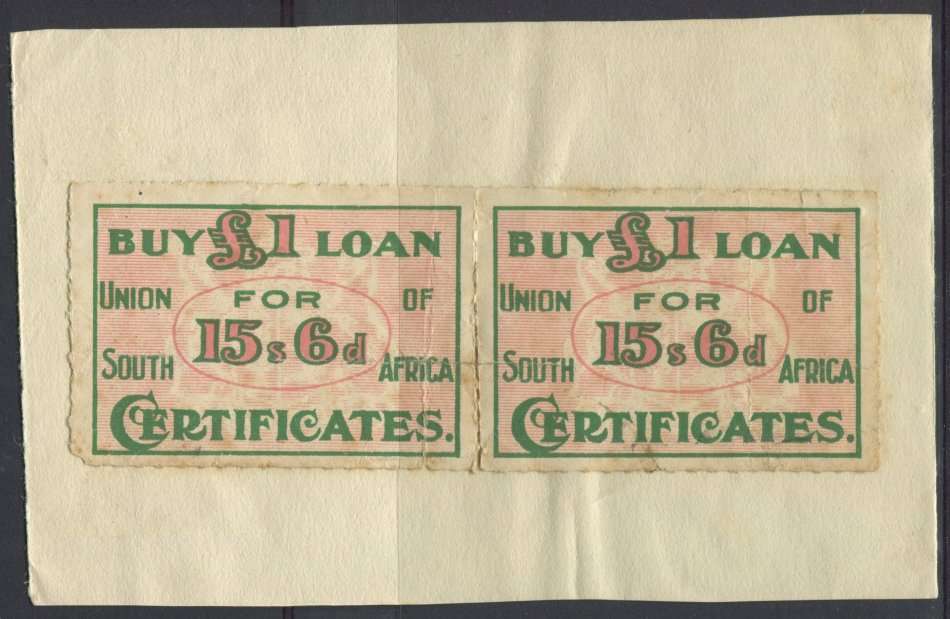 BUY £1 LOAN
UNION FOR OF
15s 6d
SOUTH AFRICA
CERTIFICATES.
BUY £1 LOAN
UNION FOR OF
15s 6d
SOUTH AFRICA
CERTIFICATES.